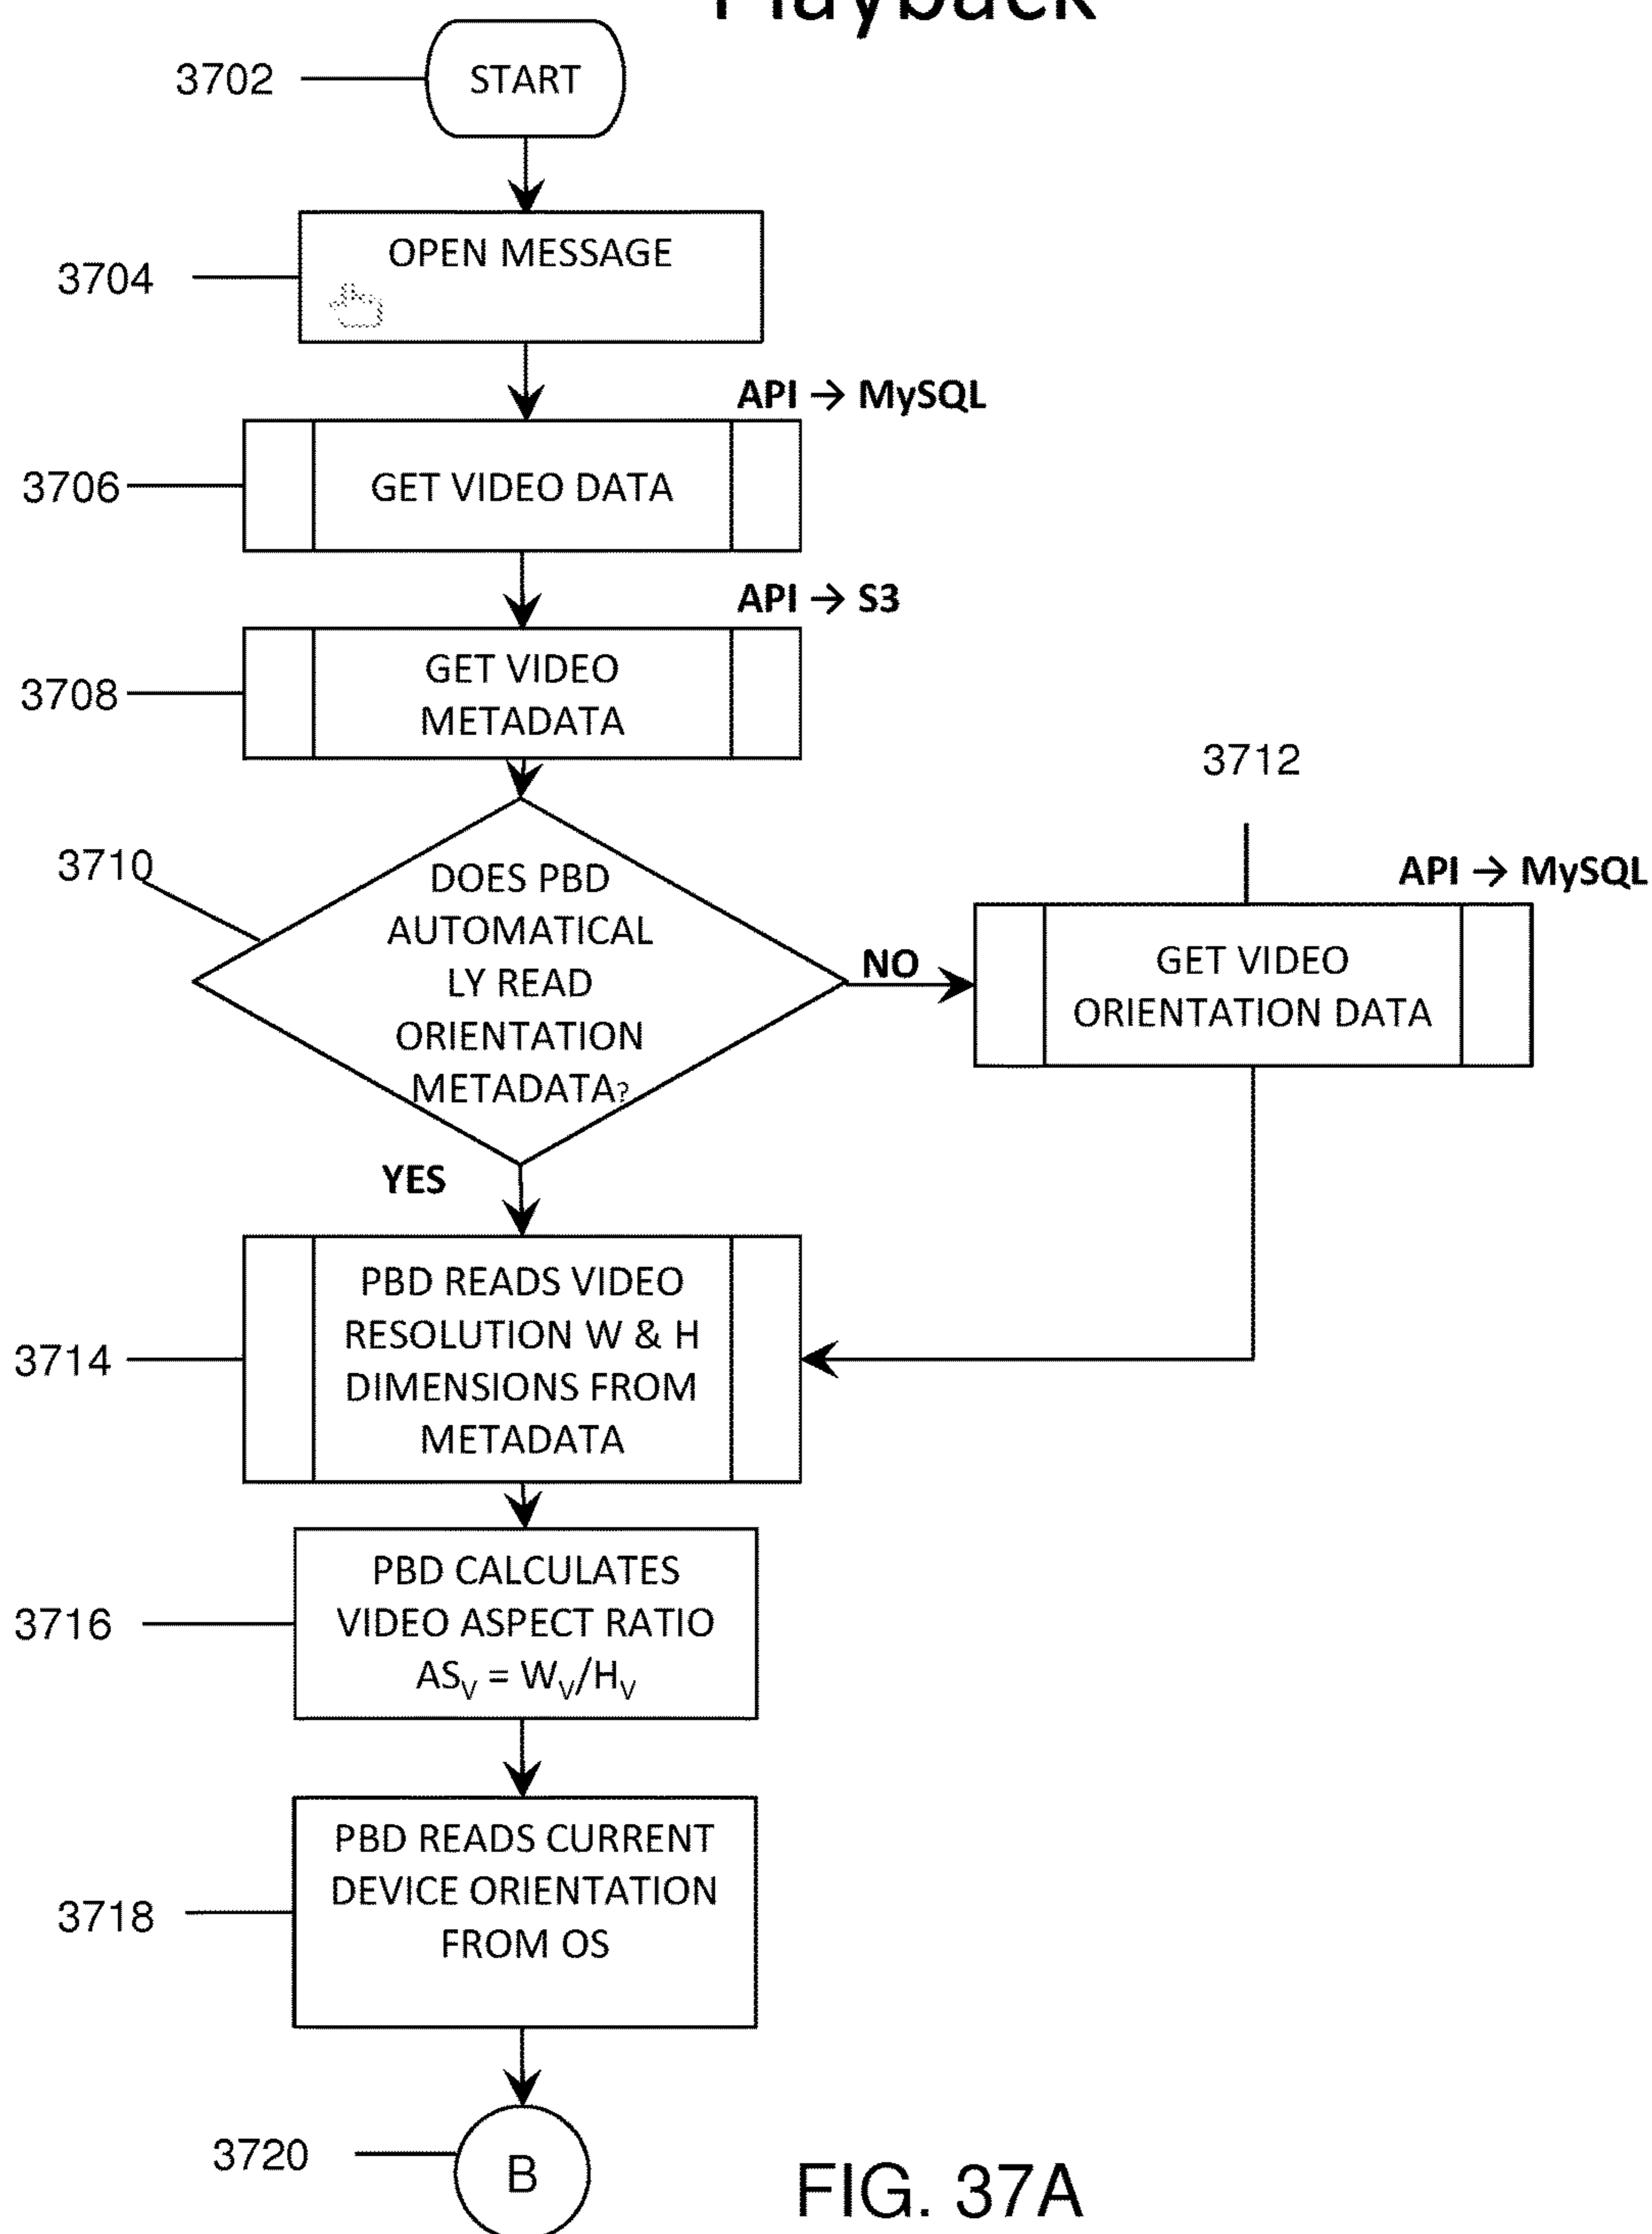 Playback
3702
START
3704
OPEN MESSAGE
API → MySQL
3706
GET VIDEO DATA
API → S3
3708
GET VIDEO
METADATA
3712
3710
API → MySQL
DOES PBD
AUTOMATICAL
LY READ
ORIENTATION
METADATA?
NO
GET VIDEO
ORIENTATION DATA
YES
3714
PBD READS VIDEO
RESOLUTION W & H
DIMENSIONS FROM
METADATA
3716
PBD CALCULATES
VIDEO ASPECT RATIO
ASV = WV/HV
3718
PBD READS CURRENT
DEVICE ORIENTATION
FROM OS
3720
B
FIG. 37A